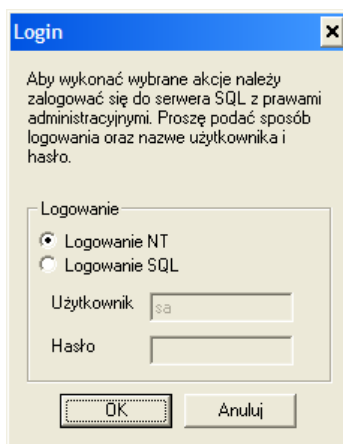 Login
Aby wykonać wybrane akcje należy
zalogować się do serwera SQL z prawami
administracyjnymi. Proszę podać sposób
logowania oraz nazwe użytkownika i
hasło.
Logowanie
Logowanie NT
Logowanie SQL
Użytkownik sa
Hasło
OK Anuluj